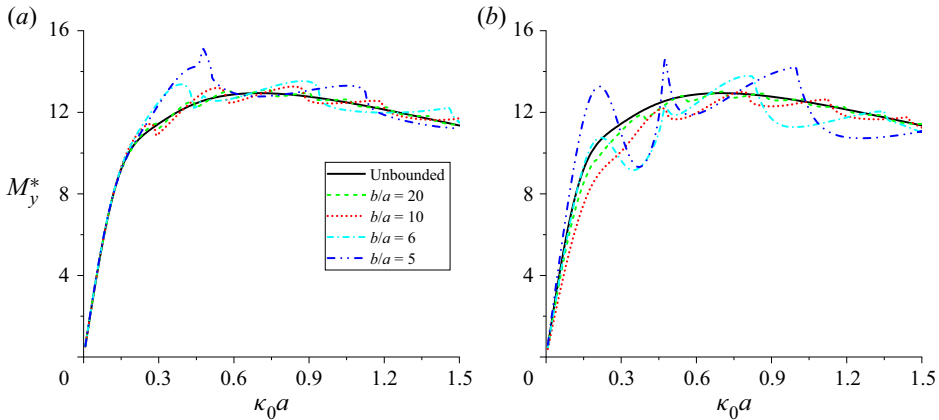 (a)
16
12
8
4
0
0.3
0.6
0.9
1.2
1.5
M*y
κ0a
Unbounded
b/a = 20
b/a = 10
b/a = 6
b/a = 5
(b)
16
12
8
4
0
0.3
0.6
0.9
1.2
1.5
κ0a